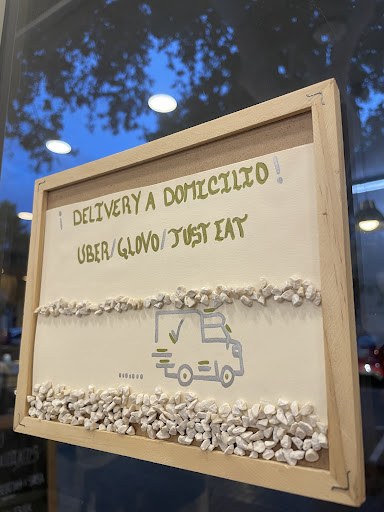 ¡ DELIVERY A DOMICILIO !
UBER/GLOVO/JUST EAT